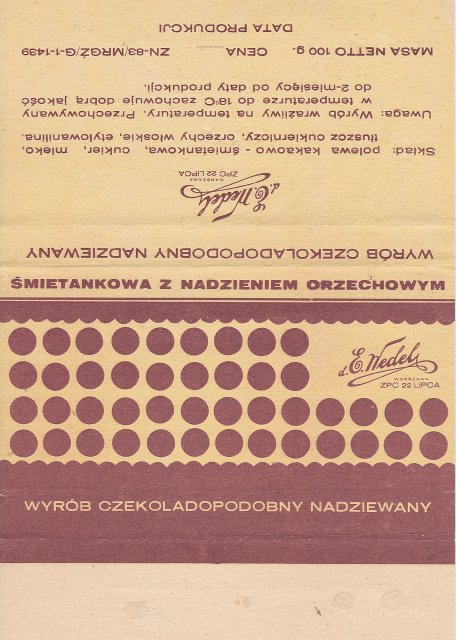 DATA PRODUKCJI
MASA NETTO 100 g. CENA ........ ZN-83/MRGŻ/G-1-1439
Uwaga: Wyrób wrażliwy na temperatury. Przechowywany
w temperaturze do 18°C zachowuje dobrą jakość
do 2-miesięcy od daty produkcji.
Skład: polewa kakaowa - śmietankowa, cukier, mleko,
tłuszcz cukierniczy, orzechy włoskie, etylowanilina.
d. E. Wedel
WARSZAWA
ZPC 22 LIPCA
WYRÓB CZEKOLADOPODOBNY NADZIEWANY
ŚMIETANKOWA Z NADZIENIEM ORZECHOWYM
d. E. Wedel
WARSZAWA
ZPC 22 LIPCA
WYRÓB CZEKOLADOPODOBNY NADZIEWANY